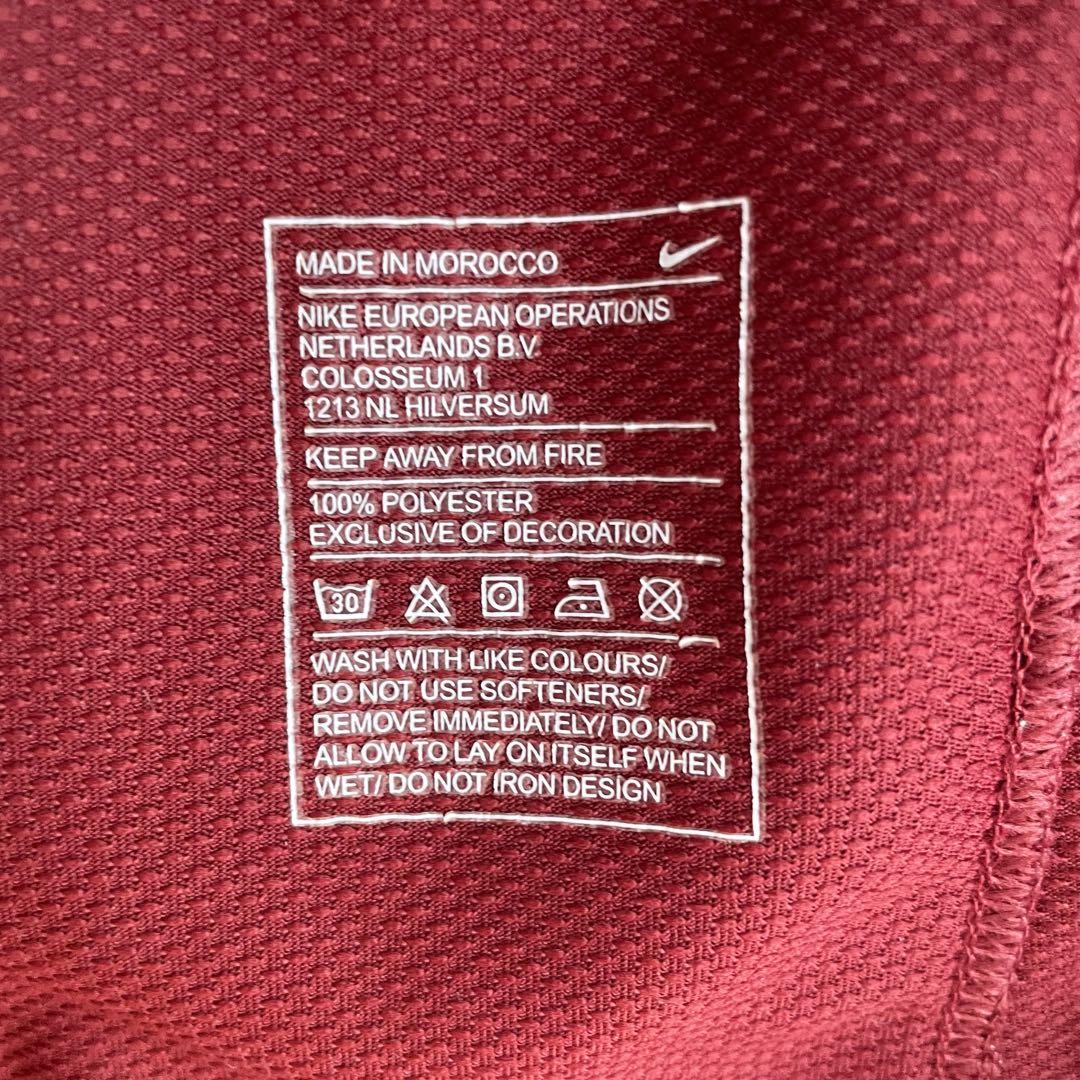 MADE IN MOROCCO
NIKE EUROPEAN OPERATIONS
NETHERLANDS B.V.
COLOSSEUM 1
1213 NL HILVERSUM
KEEP AWAY FROM FIRE
100% POLYESTER
EXCLUSIVE OF DECORATION
30
WASH WITH LIKE COLOURS/
DO NOT USE SOFTENERS/
REMOVE IMMEDIATELY/ DO NOT
ALLOW TO LAY ON ITSELF WHEN
WET/ DO NOT IRON DESIGN